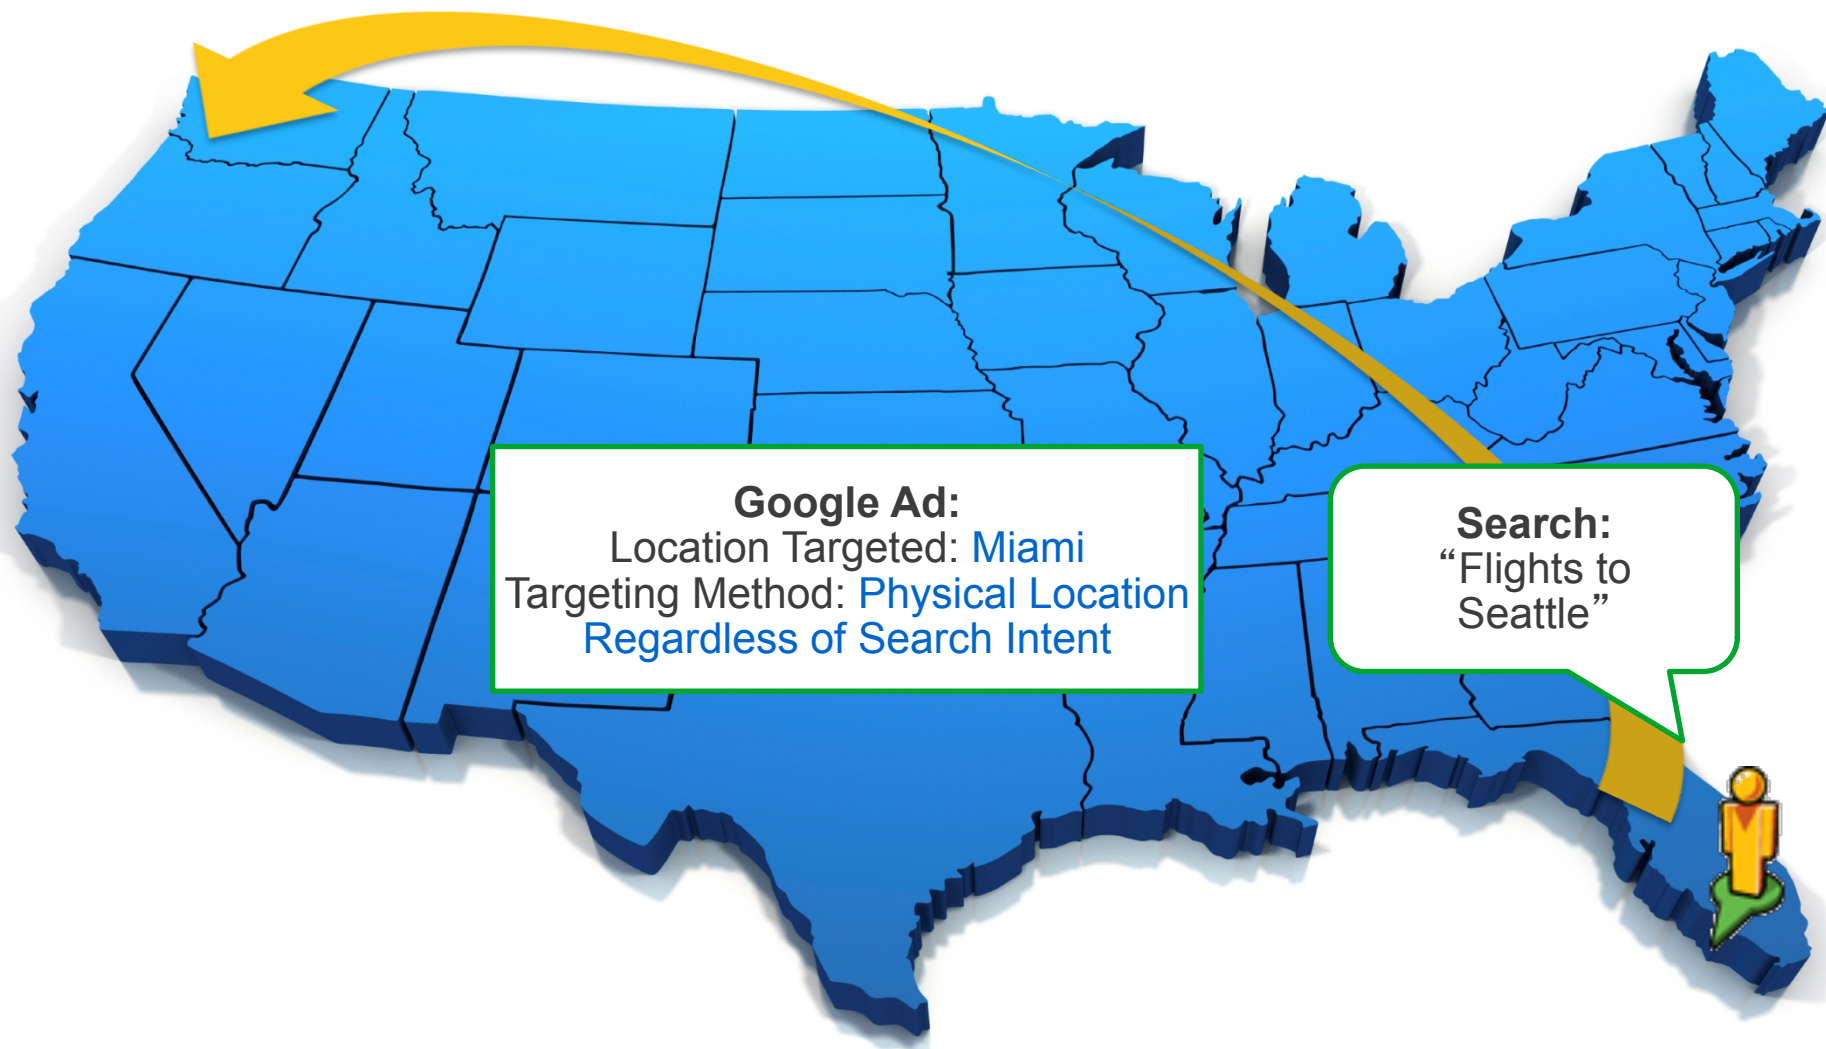 Google Ad:
Location Targeted: Miami
Targeting Method: Physical Location
Regardless of Search Intent
Search:
“Flights to
Seattle”